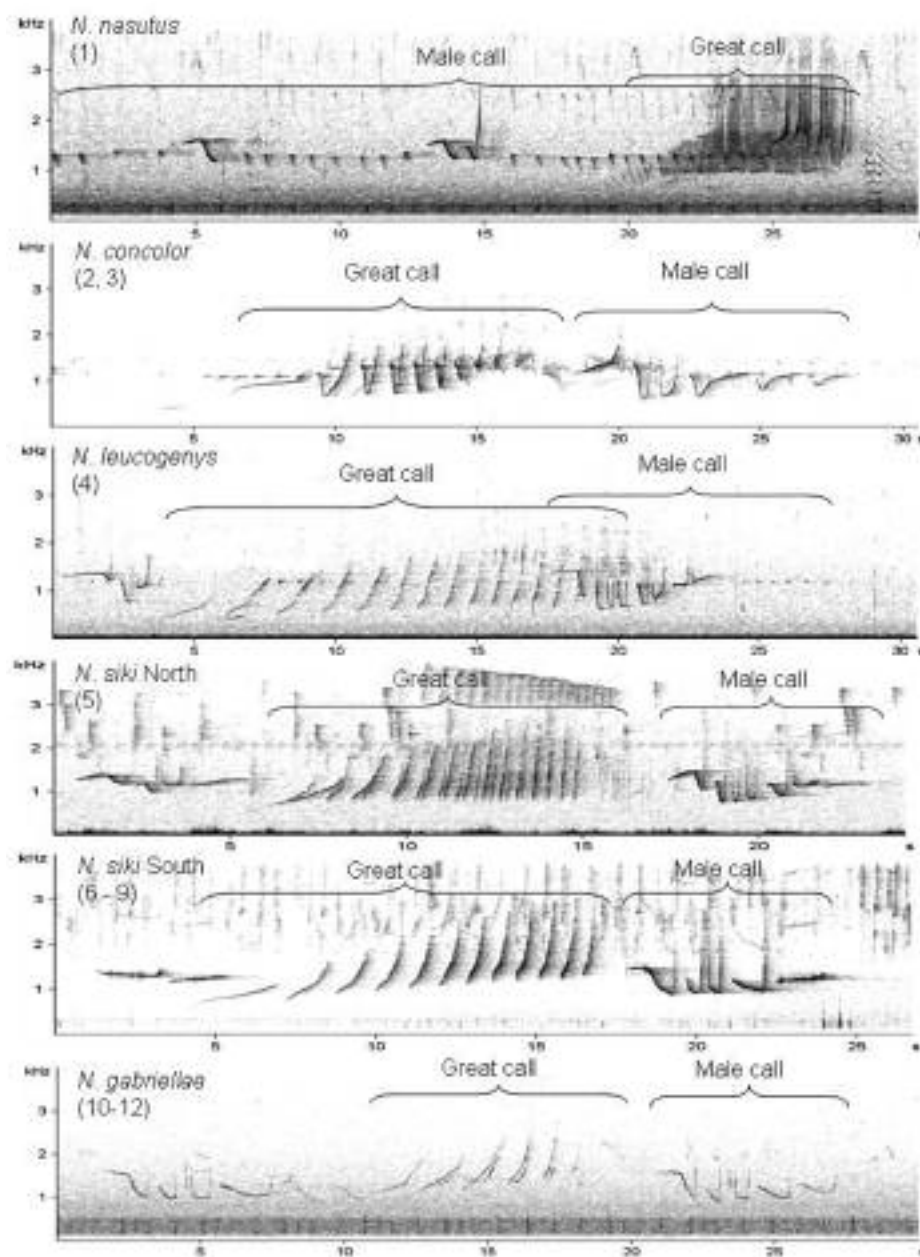 kHz
N. nasutus
(1)
Male call
Great call
3
2
1
5
10
15
20
25
kHz
N. concolor
(2, 3)
Great call
Male call
3
2
1
5
10
15
20
25
30
kHz
N. leucogenys
(4)
Great call
Male call
3
2
1
5
10
15
20
25
30
kHz
N. siki North
(5)
Great call
Male call
3
2
1
5
10
15
20
s
kHz
N. siki South
(6 - 9)
Great call
Male call
3
2
1
5
10
15
20
25
s
kHz
N. gabriellae
(10-12)
Great call
Male call
3
2
1
5
10
15
20
25